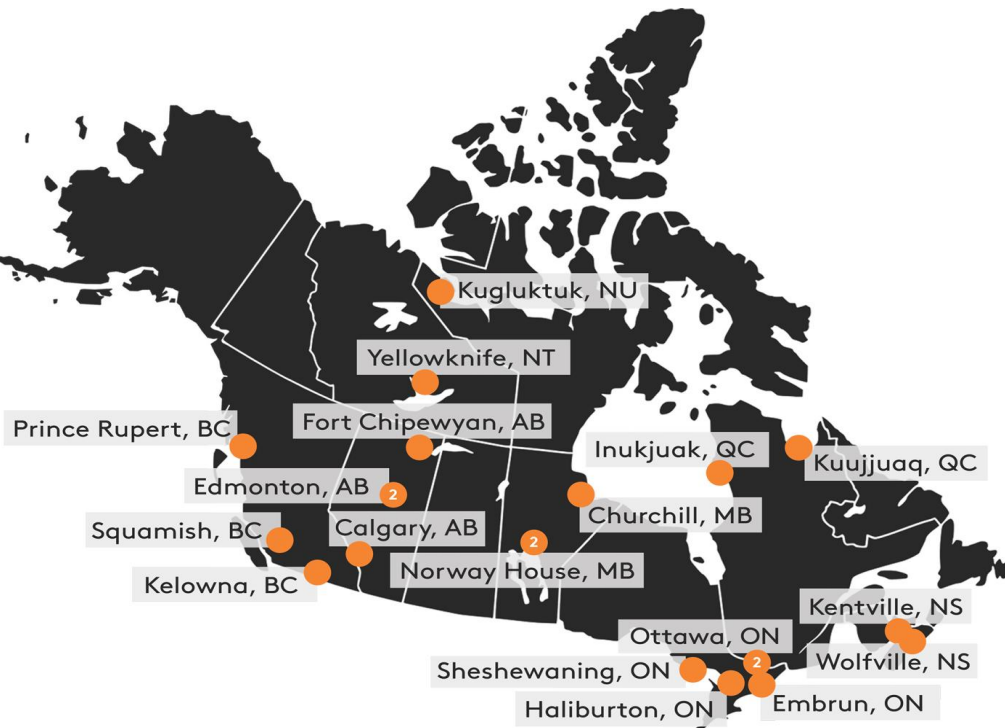 Kugluktuk, NU
Yellowknife, NT
Fort Chipewyan, AB
Prince Rupert, BC
Inukjuak, QC
Kuujjuaq, QC
Edmonton, AB
2
Churchill, MB
Squamish, BC
Calgary, AB
2
Norway House, MB
Kelowna, BC
Kentville, NS
Ottawa, ON
2
Wolfville, NS
Sheshewaning, ON
Haliburton, ON
Embrun, ON